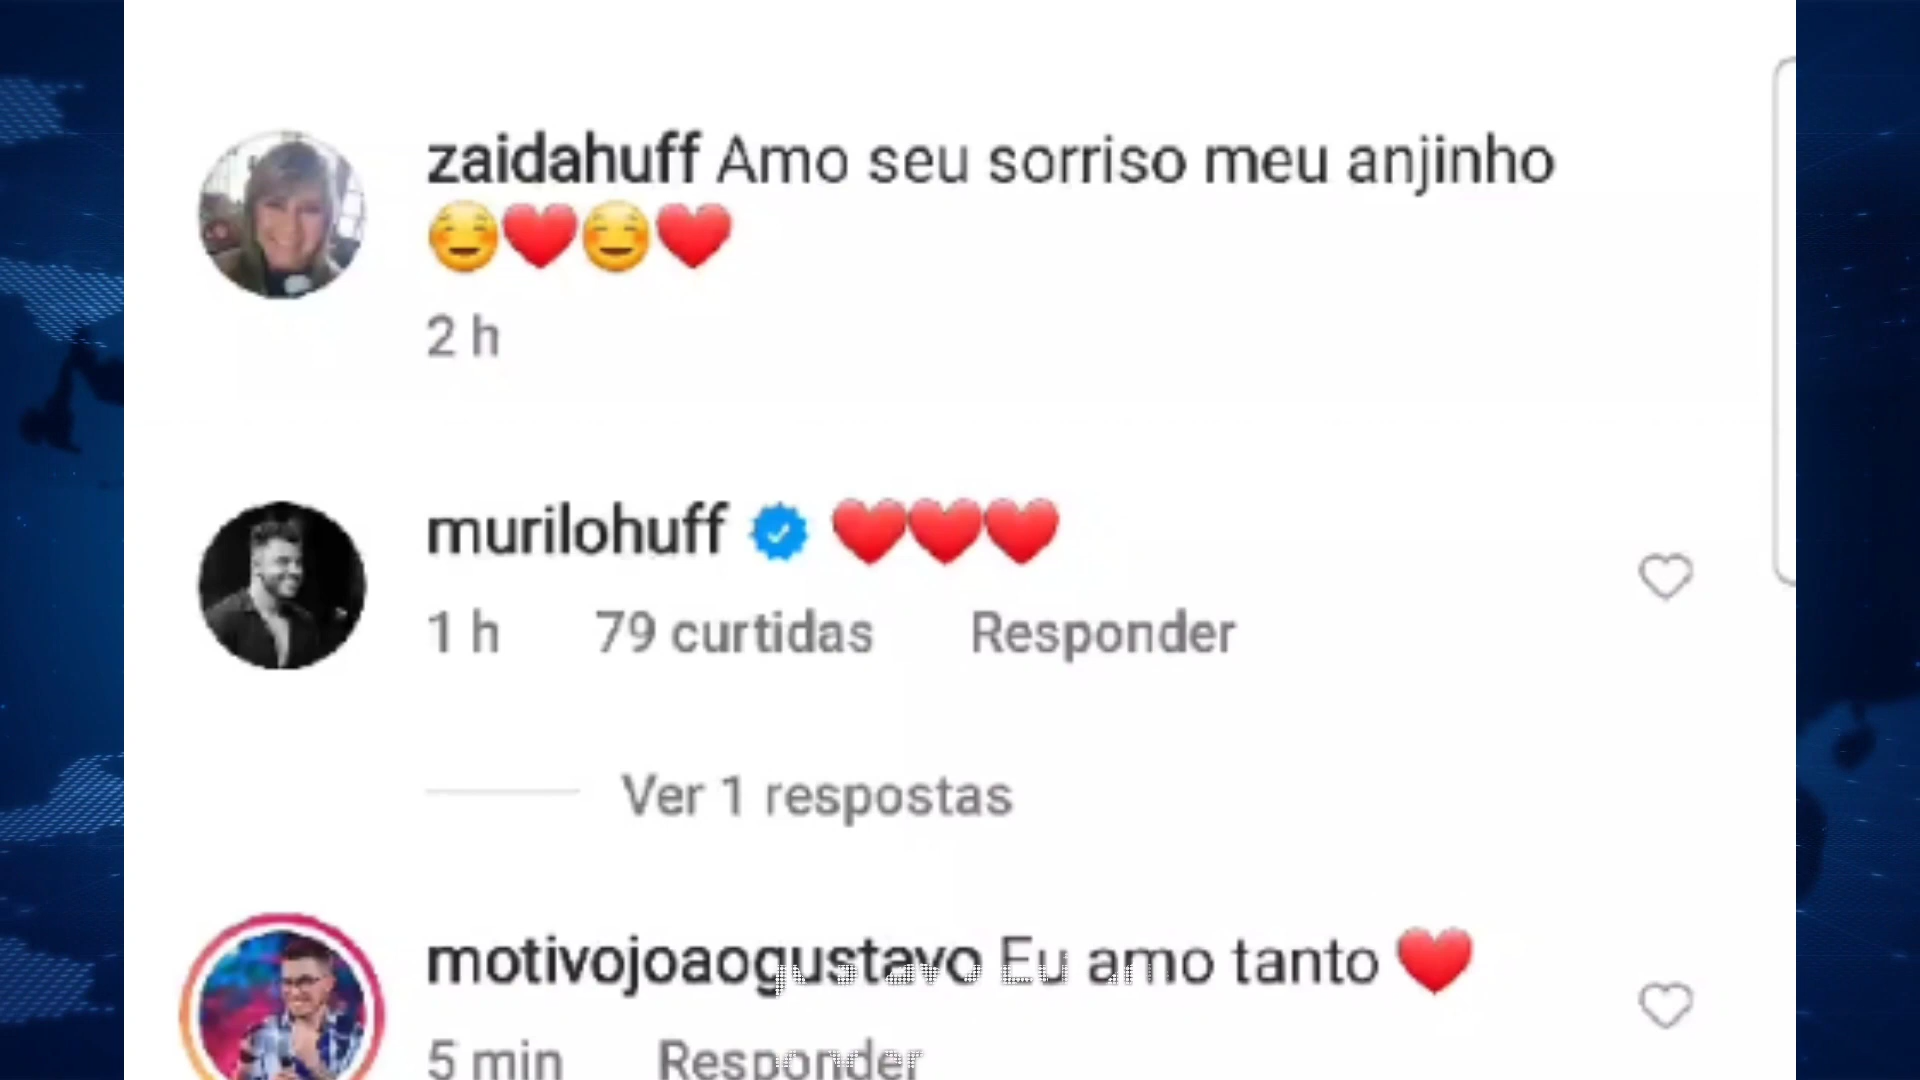 zaidahuff Amo seu sorriso meu anjinho
😊❤️😊❤️
2 h
murilohuff ❤️❤️❤️
1 h 79 curtidas Responder
Ver 1 respostas
motivojoaogustavo Eu amo tanto ❤️
5 min Responder